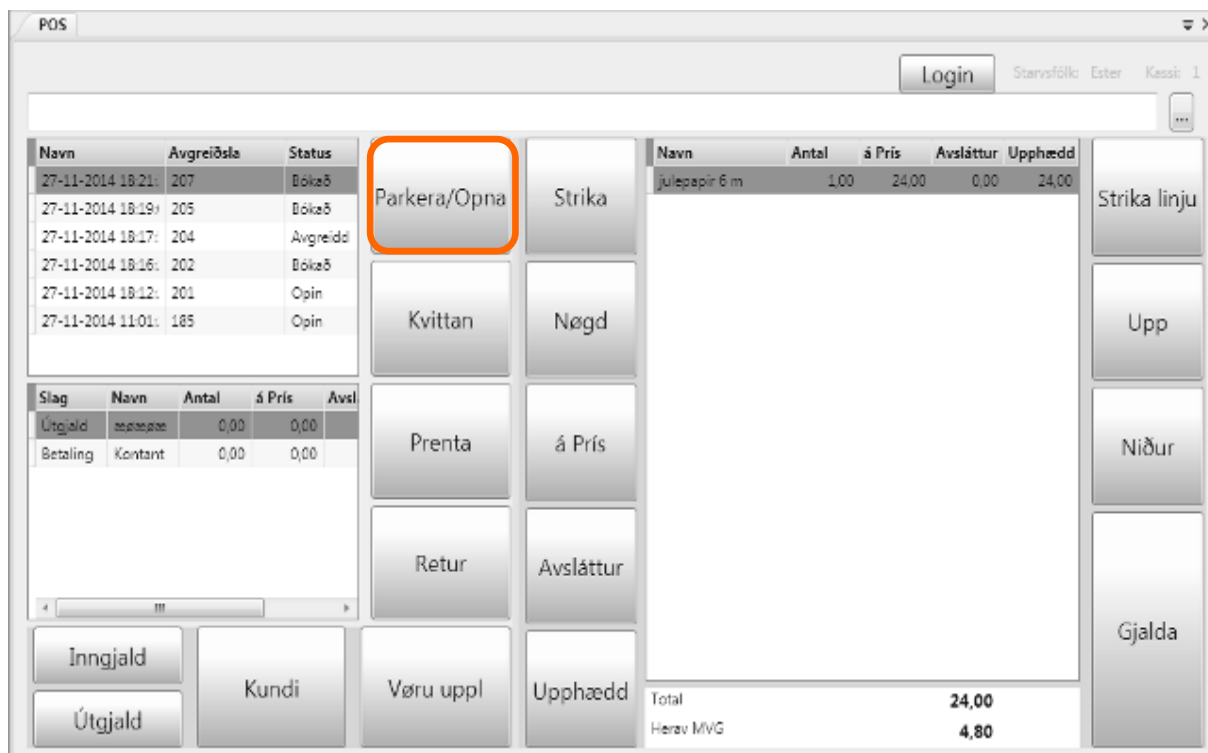 POS
Login Starvsfólk: Ester Kassi: 1
...
Navn Avgreiðsla Status
27-11-2014 18:21: 207 Bókað
27-11-2014 18:19: 205 Bókað
27-11-2014 18:17: 204 Avgreidd
27-11-2014 18:16: 202 Bókað
27-11-2014 18:12: 201 Opin
27-11-2014 11:01: 185 Opin
Slag Navn Antal á Prís Avsl
Útgjald æøæøæ 0,00 0,00
Betaling Kontant 0,00 0,00
Inngjald
Útgjald
Kundi
Parkera/Opna
Kvittan
Prenta
Retur
Vøru uppl
Strika
Nøgd
á Prís
Avsláttur
Upphædd
Navn Antal á Prís Avsláttur Upphædd
julepapir 6 m 1,00 24,00 0,00 24,00
Total 24,00
Herav MVG 4,80
Strika linju
Upp
Niður
Gjalda